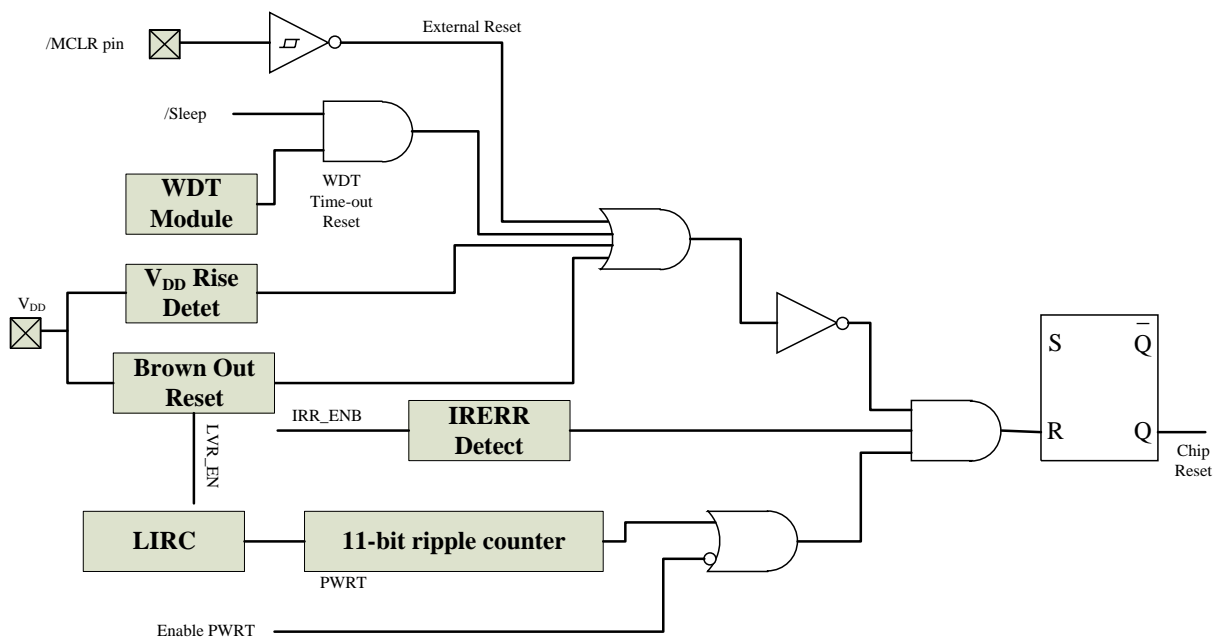 /MCLR pin
External Reset
/Sleep
WDT
Time-out
Reset
WDT
Module
VDD Rise
Detet
VDD
Brown Out
Reset
LVR_EN
IRR_ENB
IRERR
Detect
S
Q
R
Q
Chip
Reset
LIRC
11-bit ripple counter
PWRT
Enable PWRT